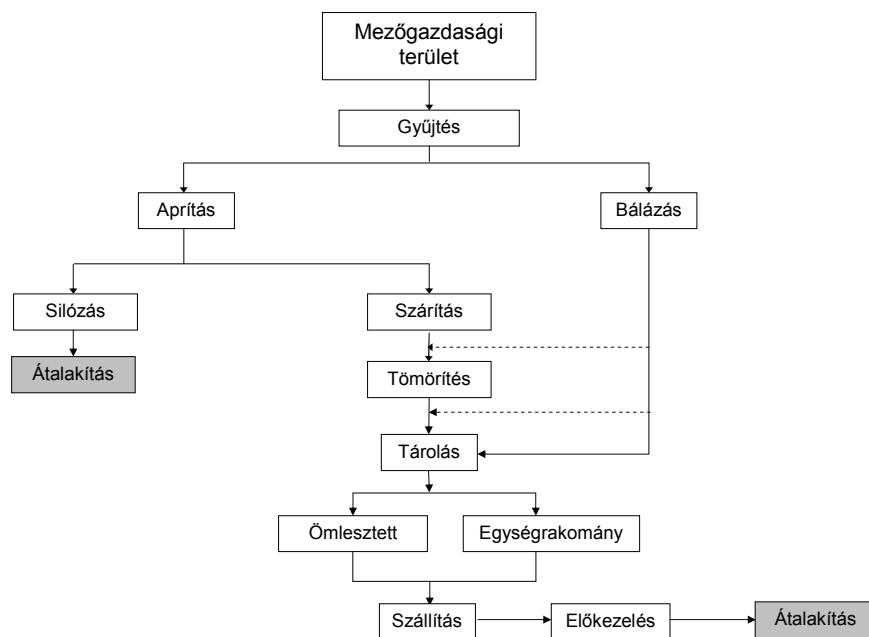 Mezőgazdasági
terület
Gyűjtés
Aprítás
Bálázás
Silózás
Szárítás
Átalakítás
Tömörítés
Tárolás
Ömlesztett
Egységrakomány
Szállítás
Előkezelés
Átalakítás